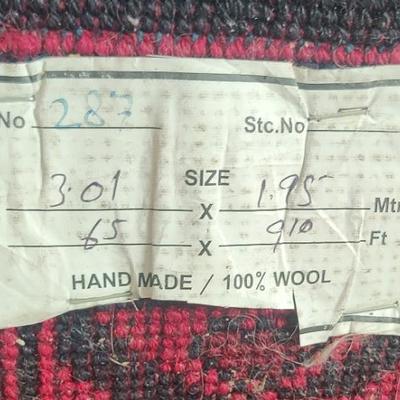 No 287 Stc.No
SIZE
3.01 X 1.95 Mtr
65 X 910 Ft
HAND MADE / 100% WOOL